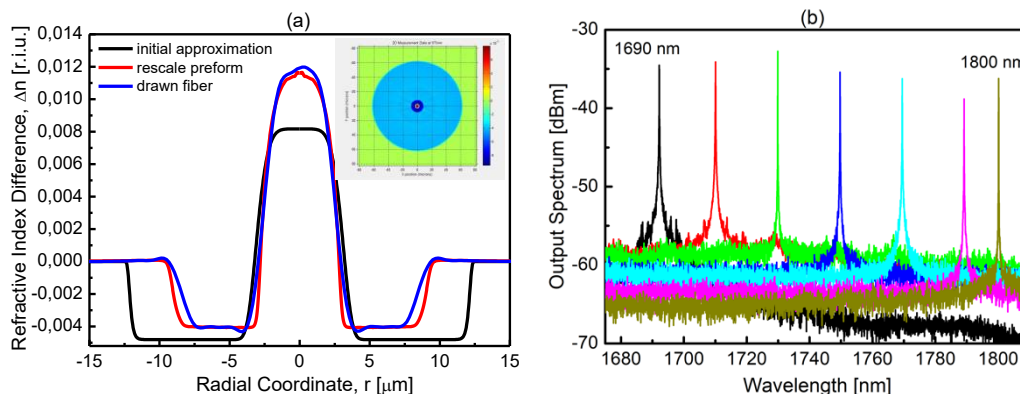 (a)
Refractive Index Difference, Δn [r.i.u.]
0,014
0,012
0,010
0,008
0,006
0,004
0,002
0,000
-0,002
-0,004
initial approximation
rescale preform
drawn fiber
-15 -10 -5 0 5 10 15
Radial Coordinate, r [μm]
(b)
Output Spectrum [dBm]
-30
-40
-50
-60
-70
1690 nm
1800 nm
1680 1700 1720 1740 1760 1780 1800
Wavelength [nm]